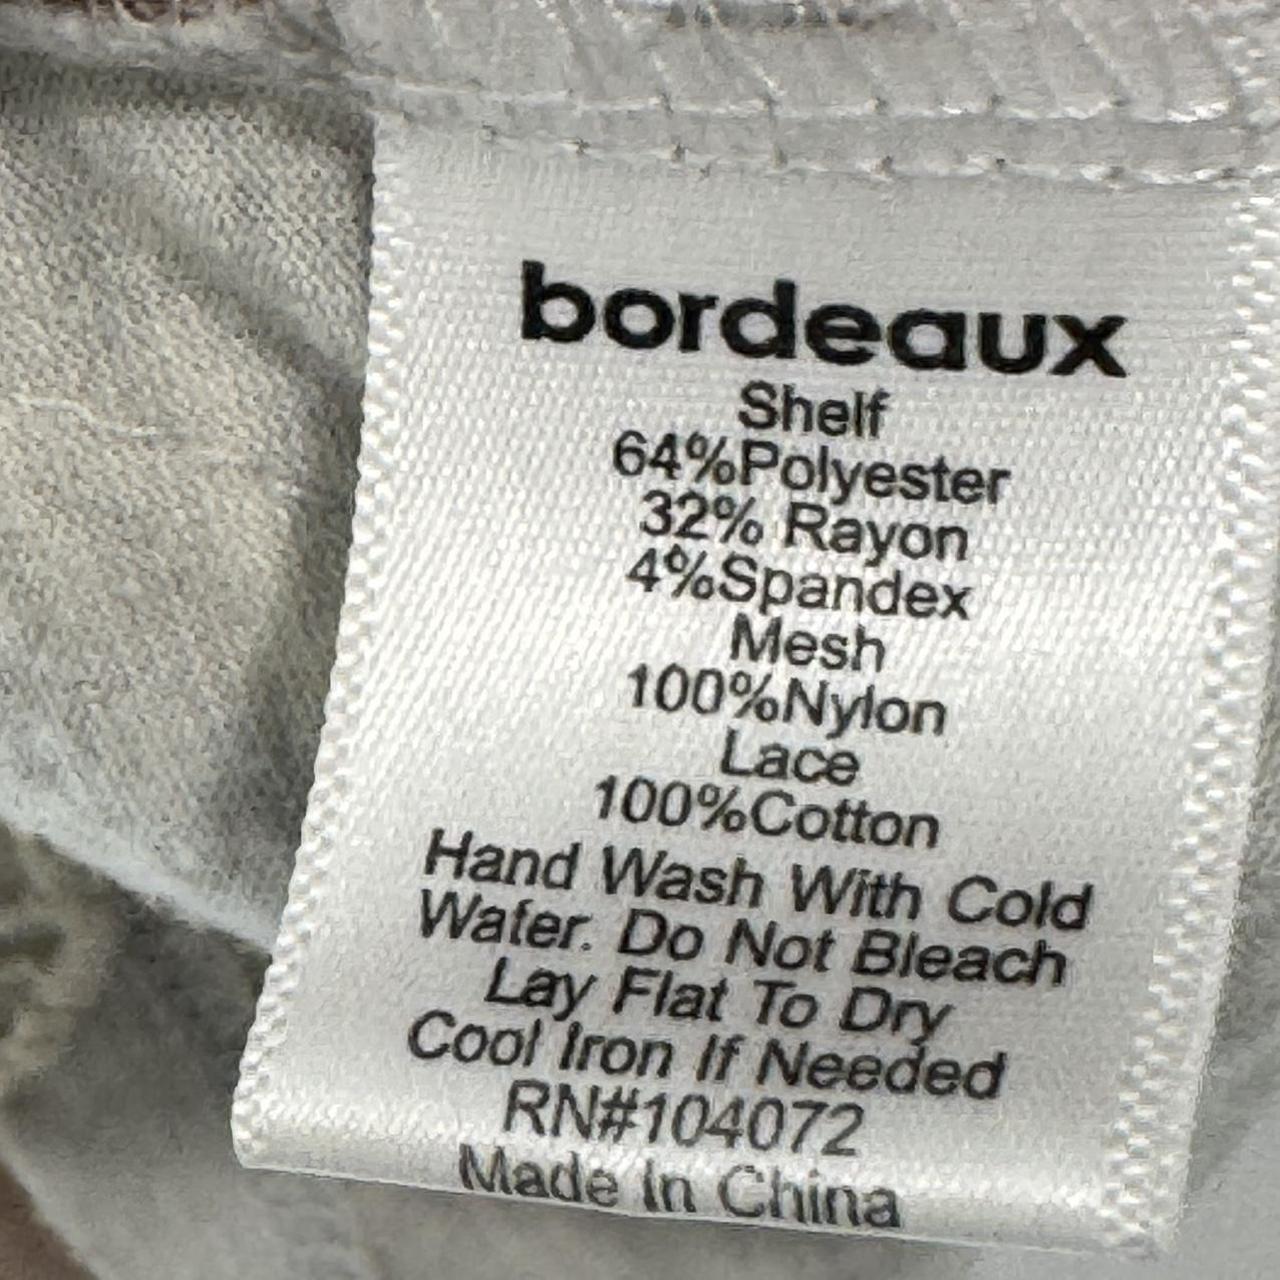 bordeaux
Shelf
64%Polyester
32% Rayon
4%Spandex
Mesh
100%Nylon
Lace
100%Cotton
Hand Wash With Cold
Water. Do Not Bleach
Lay Flat To Dry
Cool Iron If Needed
RN#104072
Made In China